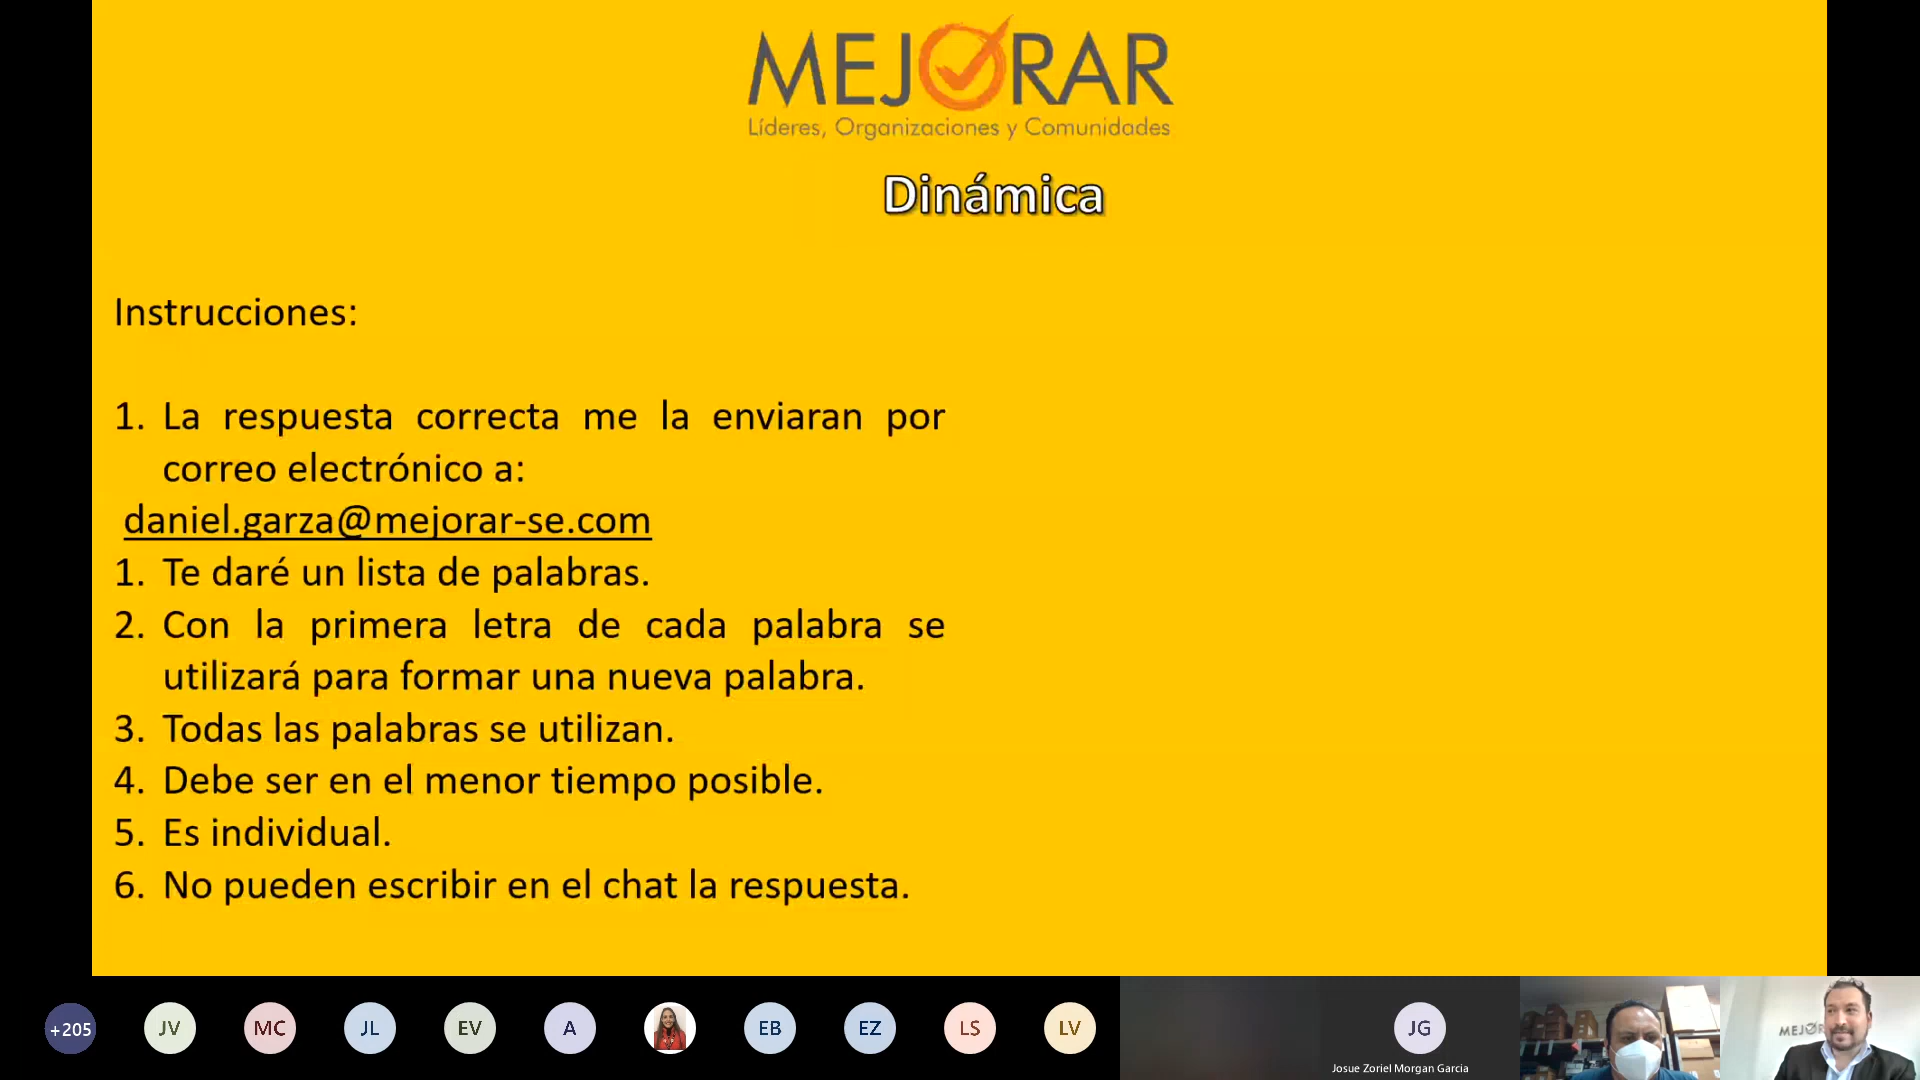 MEJORAR
Líderes, Organizaciones y Comunidades
Dinámica
Instrucciones:
1. La respuesta correcta me la enviaran por
correo electrónico a:
daniel.garza@mejorar-se.com
1. Te daré un lista de palabras.
2. Con la primera letra de cada palabra se
utilizará para formar una nueva palabra.
3. Todas las palabras se utilizan.
4. Debe ser en el menor tiempo posible.
5. Es individual.
6. No pueden escribir en el chat la respuesta.
+205 JV MC JL EV A EB EZ LS LV JG
Josue Zoriel Morgan Garcia